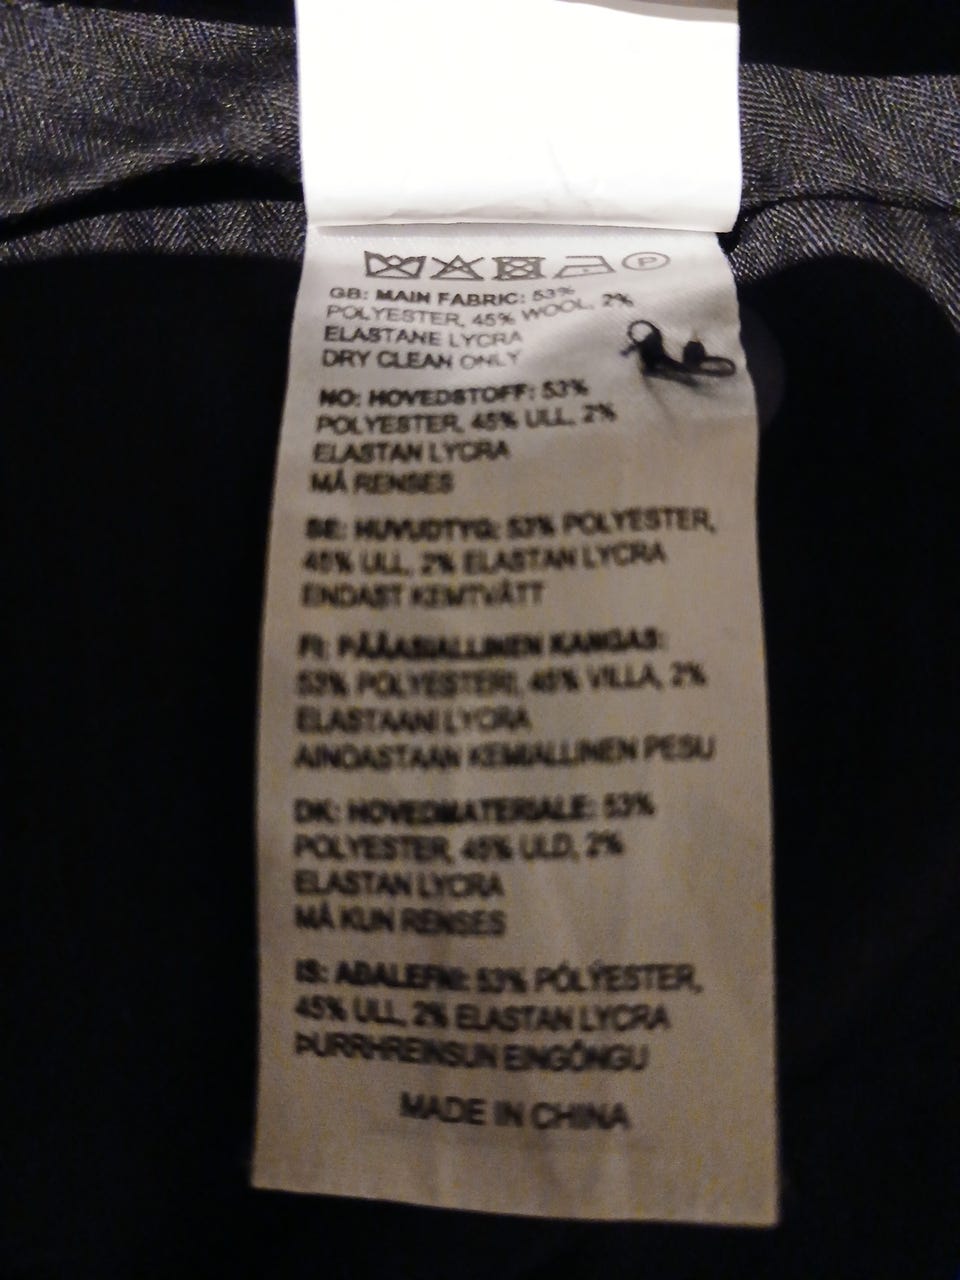 P
GB: MAIN FABRIC: 53%
POLYESTER, 45% WOOL, 2%
ELASTANE LYCRA
DRY CLEAN ONLY
NO: HOVEDSTOFF: 53%
POLYESTER, 45% ULL, 2%
ELASTAN LYCRA
MÅ RENSES
SE: HUVUDTYG: 53% POLYESTER,
45% ULL, 2% ELASTAN LYCRA
ENDAST KEMTVÄTT
FI: PÄÄASIALLINEN KANGAS:
53% POLYESTERI, 45% VILLA, 2%
ELASTAANI LYCRA
AINOASTAAN KEMIALLINEN PESU
DK: HOVEDMATERIALE: 53%
POLYESTER, 45% ULD, 2%
ELASTAN LYCRA
MÅ KUN RENSES
IS: AÐALEFNI: 53% PÓLÝESTER,
45% ULL, 2% ELASTAN LYCRA
ÞURRHREINSUN EINGÖNGU
MADE IN CHINA